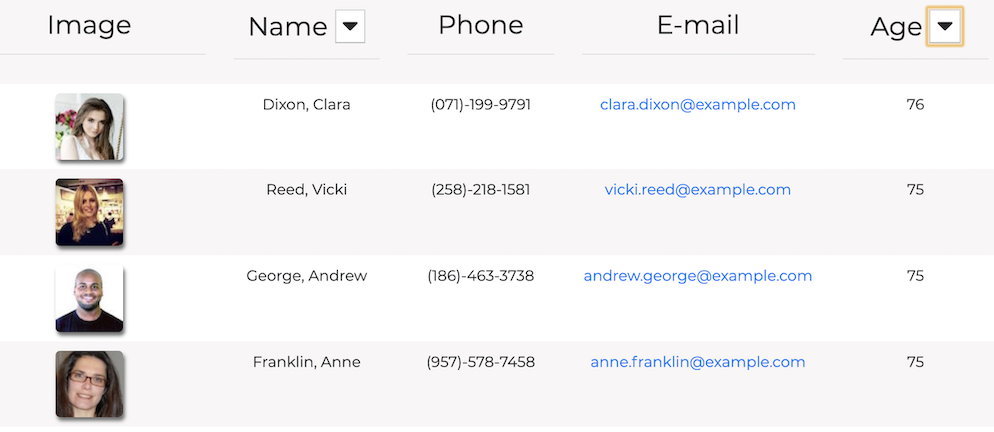 Image Name Phone E-mail Age
Dixon, Clara (071)-199-9791 clara.dixon@example.com 76
Reed, Vicki (258)-218-1581 vicki.reed@example.com 75
George, Andrew (186)-463-3738 andrew.george@example.com 75
Franklin, Anne (957)-578-7458 anne.franklin@example.com 75